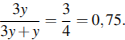 3y/(3y+y) = 3/4 = 0,75.